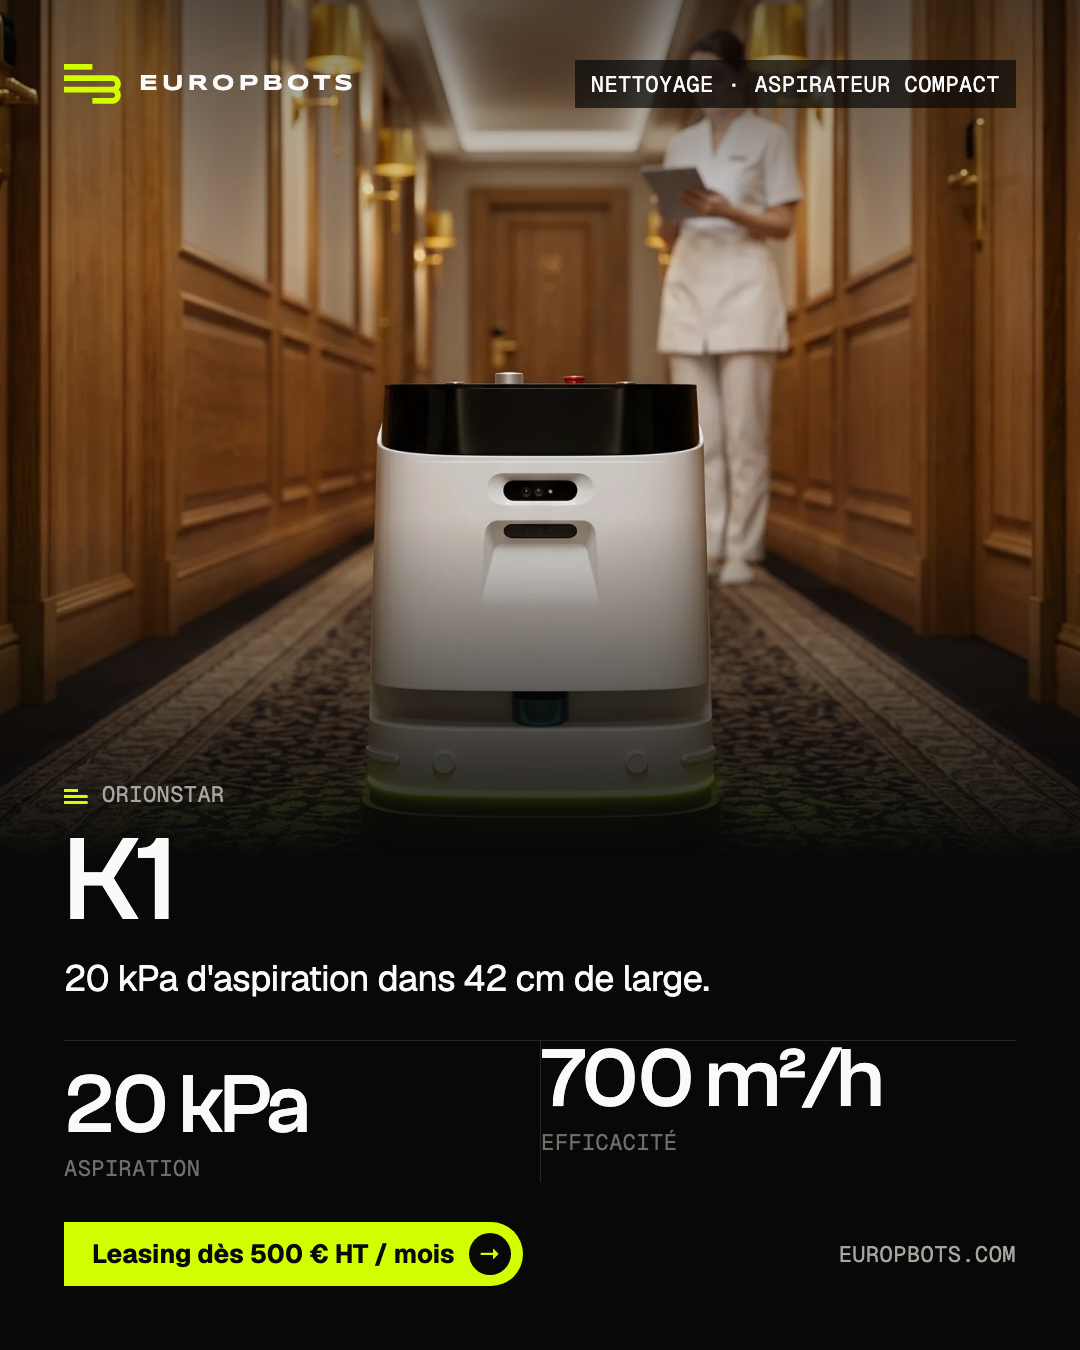 EUROPBOTS
NETTOYAGE · ASPIRATEUR COMPACT
ORIONSTAR
K1
20 kPa d'aspiration dans 42 cm de large.
20 kPa
ASPIRATION
700 m²/h
EFFICACITÉ
Leasing dès 500 € HT / mois →
EUROPBOTS.COM